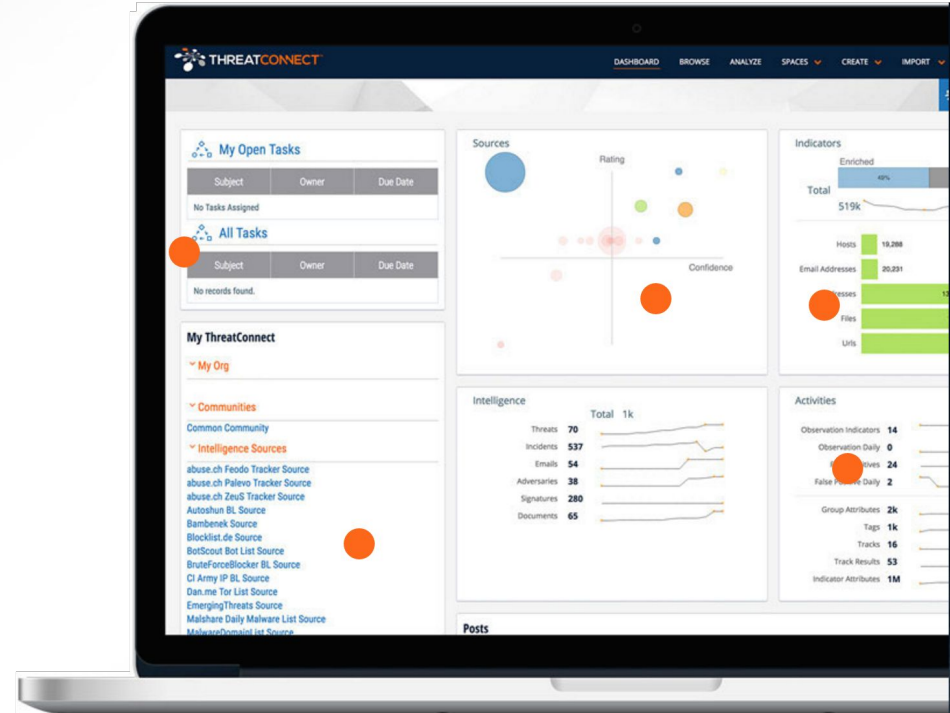 THREATCONNECT
DASHBOARD BROWSE ANALYZE SPACES CREATE IMPORT
My Open Tasks
Subject Owner Due Date
No Tasks Assigned
All Tasks
Subject Owner Due Date
No records found.
My ThreatConnect
My Org
Communities
Common Community
Intelligence Sources
abuse.ch Feodo Tracker Source
abuse.ch Palevo Tracker Source
abuse.ch ZeuS Tracker Source
Autoshun BL Source
Bambenek Source
Blocklist.de Source
BotScout Bot List Source
BruteForceBlocker BL Source
CI Army IP BL Source
Dan.me Tor List Source
EmergingThreats Source
Malshare Daily Malware List Source
MalwareDomainList Source
Sources
Rating
Confidence
Intelligence
Total 1k
Threats 70
Incidents 537
Emails 54
Adversaries 38
Signatures 280
Documents 65
Posts
Indicators
Enriched
49%
Total
519k
Hosts 19,268
Email Addresses 20,231
Files
Urls
Activities
Observation Indicators 14
Observation Daily 0
24
False Daily 2
Group Attributes 2k
Tags 1k
Tracks 16
Track Results 53
Indicator Attributes 1M